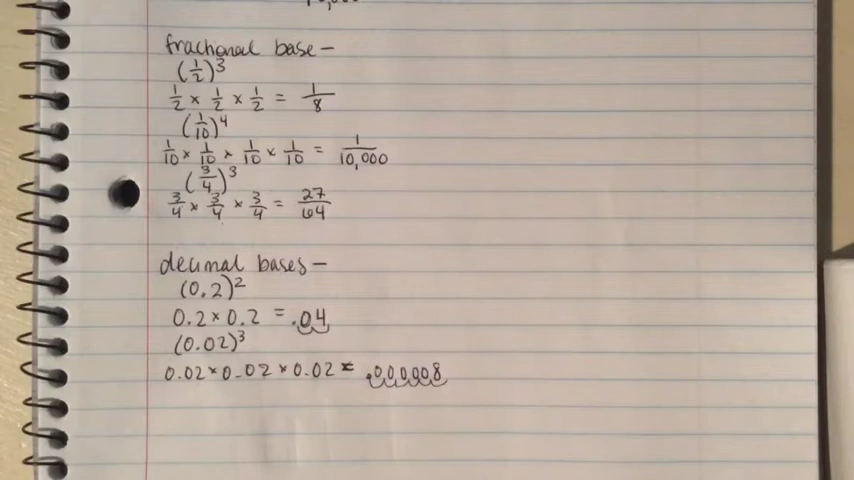 fractional base -
(1/2)^3
1/2 × 1/2 × 1/2 = 1/8
(1/10)^4
1/10 × 1/10 × 1/10 × 1/10 = 1/10,000
(3/4)^3
3/4 × 3/4 × 3/4 = 27/64
decimal bases -
(0.2)^2
0.2 × 0.2 = .04
(0.02)^3
0.02 × 0.02 × 0.02 = .000008